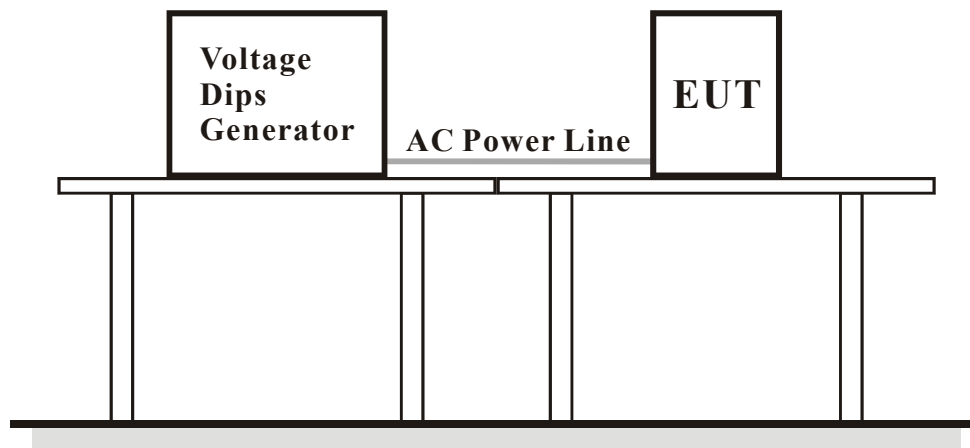 Voltage
Dips
Generator
AC Power Line
EUT